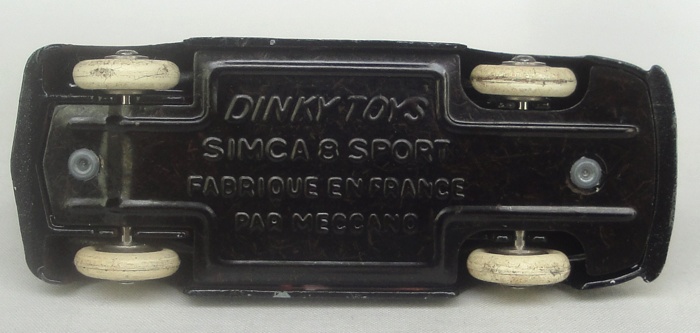 DINKY TOYS
SIMCA 8 SPORT
FABRIQUE EN FRANCE
PAR MECCANO